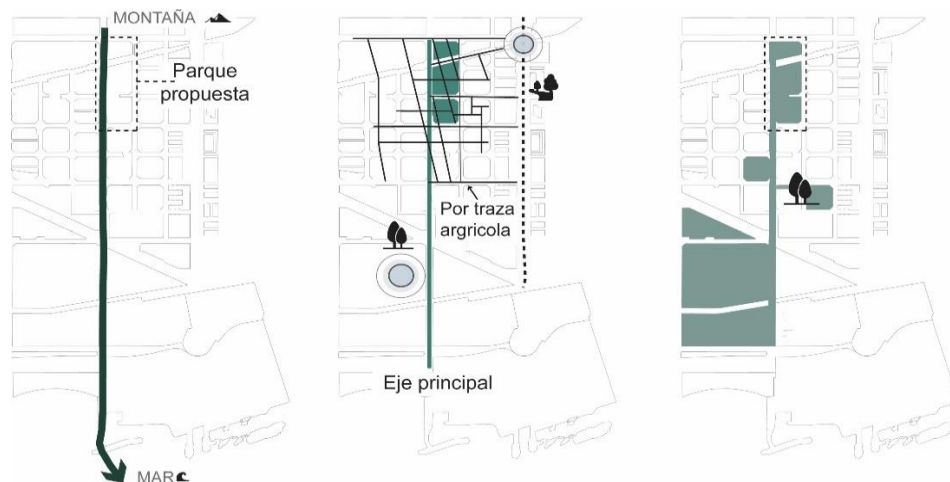 MONTAÑA
Parque
propuesta
MAR
Por traza
argricola
Eje principal